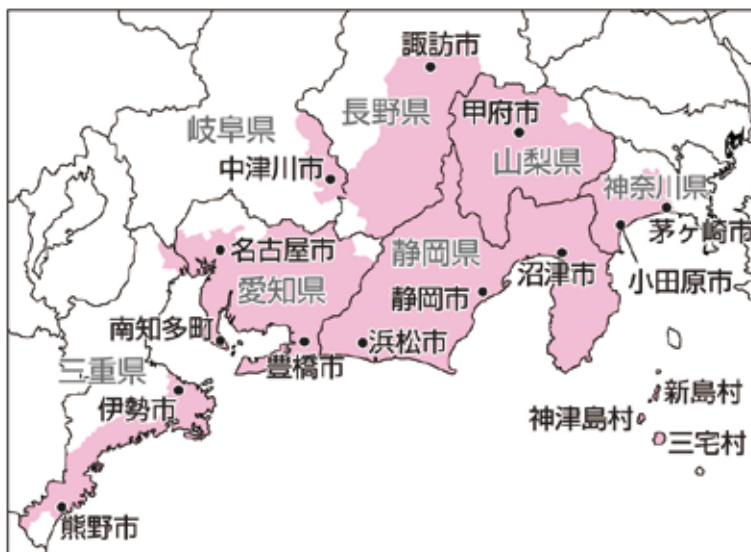 諏訪市
甲府市
長野県
岐阜県
山梨県
中津川市
神奈川県
茅ヶ崎市
名古屋市
静岡県
沼津市
小田原市
愛知県
静岡市
南知多町
豊橋市
浜松市
三重県
伊勢市
新島村
神津島村
三宅村
熊野市